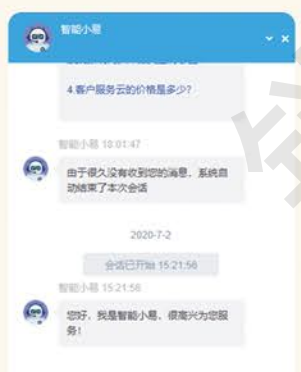 智能小易
4.客户服务云的价格是多少?
智能小易 18:01:47
由于很久没有收到您的消息，系统自
动结束了本次会话
2020-7-2
会话已开始 15:21:56
智能小易 15:21:56
您好，我是智能小易，很高兴为您服
务!